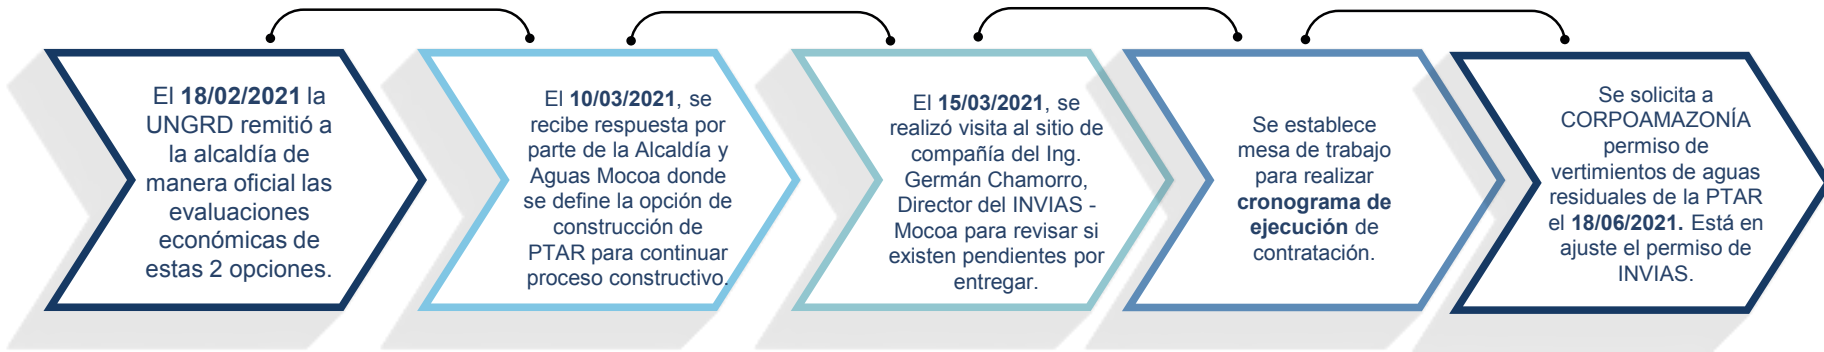 El 18/02/2021 la
UNGRD remitió a
la alcaldía de
manera oficial las
evaluaciones
económicas de
estas 2 opciones.
El 10/03/2021, se
recibe respuesta por
parte de la Alcaldía y
Aguas Mocoa donde
se define la opción de
construcción de
PTAR para continuar
proceso constructivo.
El 15/03/2021, se
realizó visita al sitio de
compañía del Ing.
Germán Chamorro,
Director del INVIAS -
Mocoa para revisar si
existen pendientes por
entregar.
Se establece
mesa de trabajo
para realizar
cronograma de
ejecución de
contratación.
Se solicita a
CORPOAMAZONÍA
permiso de
vertimientos de aguas
residuales de la PTAR
el 18/06/2021. Está en
ajuste el permiso de
INVIAS.